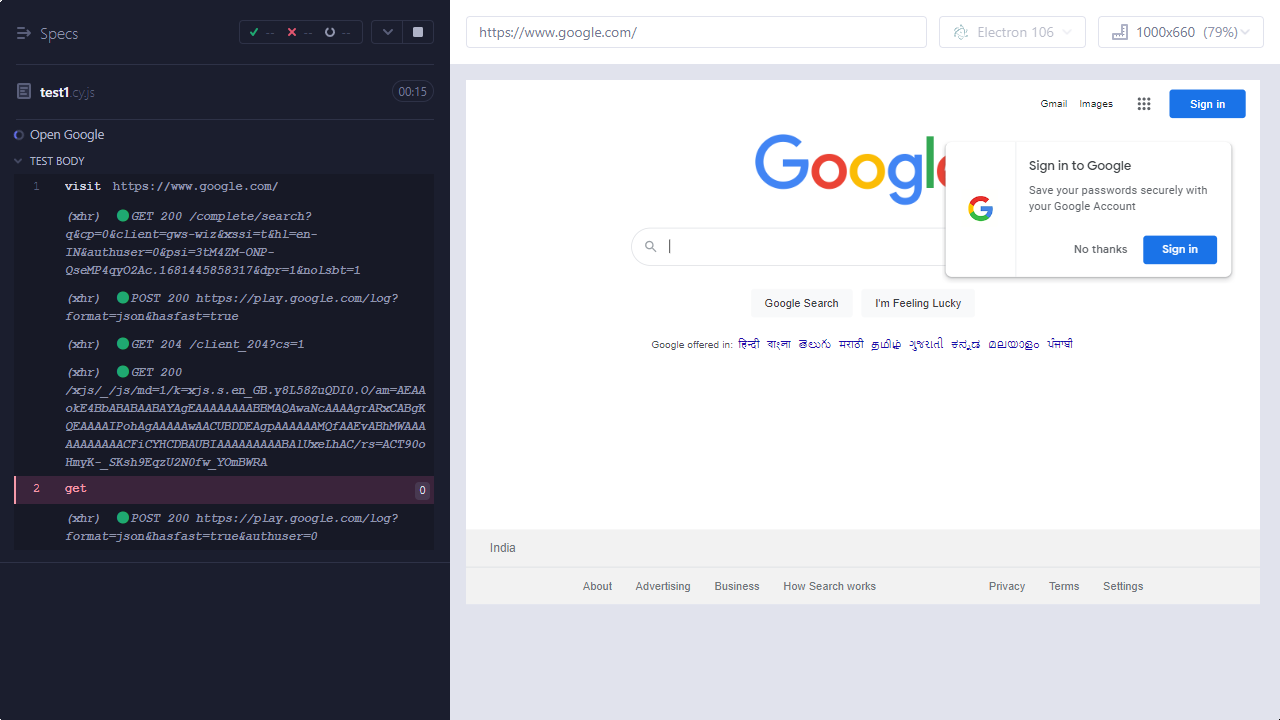 Specs
-- -- --
test1.cy.js 00:15
Open Google
TEST BODY
1 visit https://www.google.com/
(xhr) GET 200 /complete/search?
q&cp=0&client=gws-wiz&xssi=t&hl=en-
IN&authuser=0&psi=3tM4ZM-ONP-
QseMP4qyO2Ac.1681445858317&dpr=1&nolsbt=1
(xhr) POST 200 https://play.google.com/log?
format=json&hasfast=true
(xhr) GET 204 /client_204?cs=1
(xhr) GET 200
/xjs/_/js/md=1/k=xjs.s.en_GB.y8L58ZuQDI0.O/am=AEAA
okE4BbABABAABAYAgEAAAAAAAABBMAQAwaNcAAAAgrARxCABgK
QEAAAAIPohAgAAAAAwAACUBDDEAgpAAAAAAMQfAAEvABhMWAAA
AAAAAAAAACFiCYHCDBAUBIAAAAAAAAABAlUxeLhAC/rs=ACT90o
HmyK-_SKsh9EqzU2N0fw_YOmBWRA
2 get 0
(xhr) POST 200 https://play.google.com/log?
format=json&hasfast=true&authuser=0
https://www.google.com/
Electron 106
1000x660 (79%)
Gmail Images Sign in
Google
Sign in to Google
Save your passwords securely with
your Google Account
No thanks Sign in
Google Search I'm Feeling Lucky
Google offered in: हिन्दी বাংলা తెలుగు मराठी தமிழ் ગુજરાતી ಕನ್ನಡ മലയാളം ਪੰਜਾਬੀ
India
About Advertising Business How Search works Privacy Terms Settings